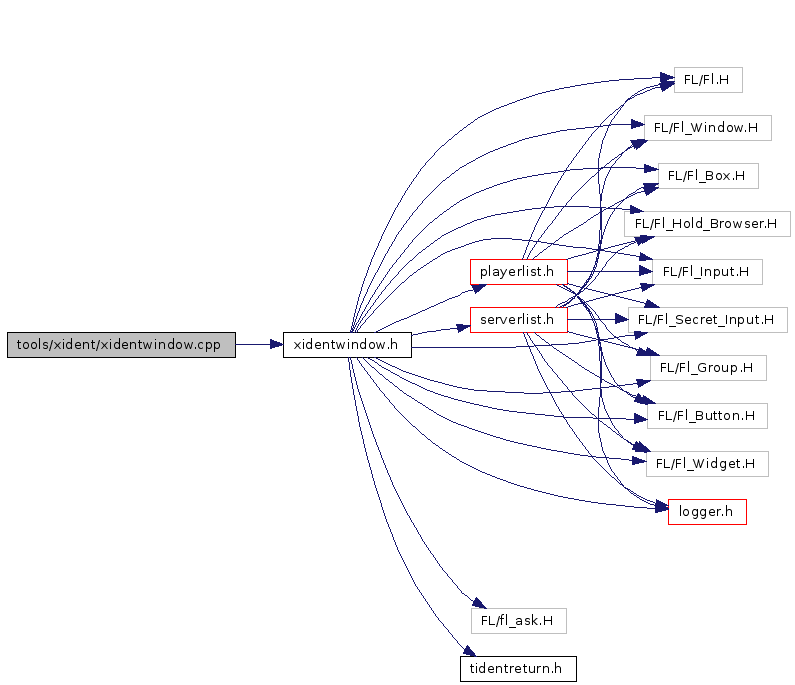 FL/Fl.H
FL/Fl_Window.H
FL/Fl_Box.H
FL/Fl_Hold_Browser.H
playerlist.h
FL/Fl_Input.H
serverlist.h
FL/Fl_Secret_Input.H
tools/xident/xidentwindow.cpp
xidentwindow.h
FL/Fl_Group.H
FL/Fl_Button.H
FL/Fl_Widget.H
logger.h
FL/fl_ask.H
tidentreturn.h